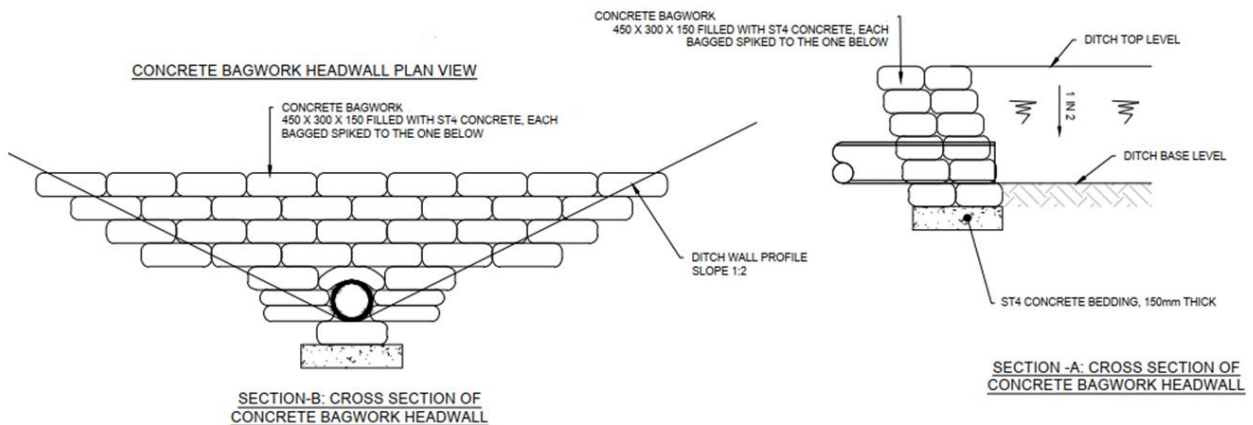 CONCRETE BAGWORK HEADWALL PLAN VIEW
CONCRETE BAGWORK
450 X 300 X 150 FILLED WITH ST4 CONCRETE, EACH
BAGGED SPIKED TO THE ONE BELOW
DITCH WALL PROFILE
SLOPE 1:2
SECTION-B: CROSS SECTION OF
CONCRETE BAGWORK HEADWALL
CONCRETE BAGWORK
450 X 300 X 150 FILLED WITH ST4 CONCRETE, EACH
BAGGED SPIKED TO THE ONE BELOW
DITCH TOP LEVEL
1 IN 2
DITCH BASE LEVEL
ST4 CONCRETE BEDDING, 150mm THICK
SECTION -A: CROSS SECTION OF
CONCRETE BAGWORK HEADWALL